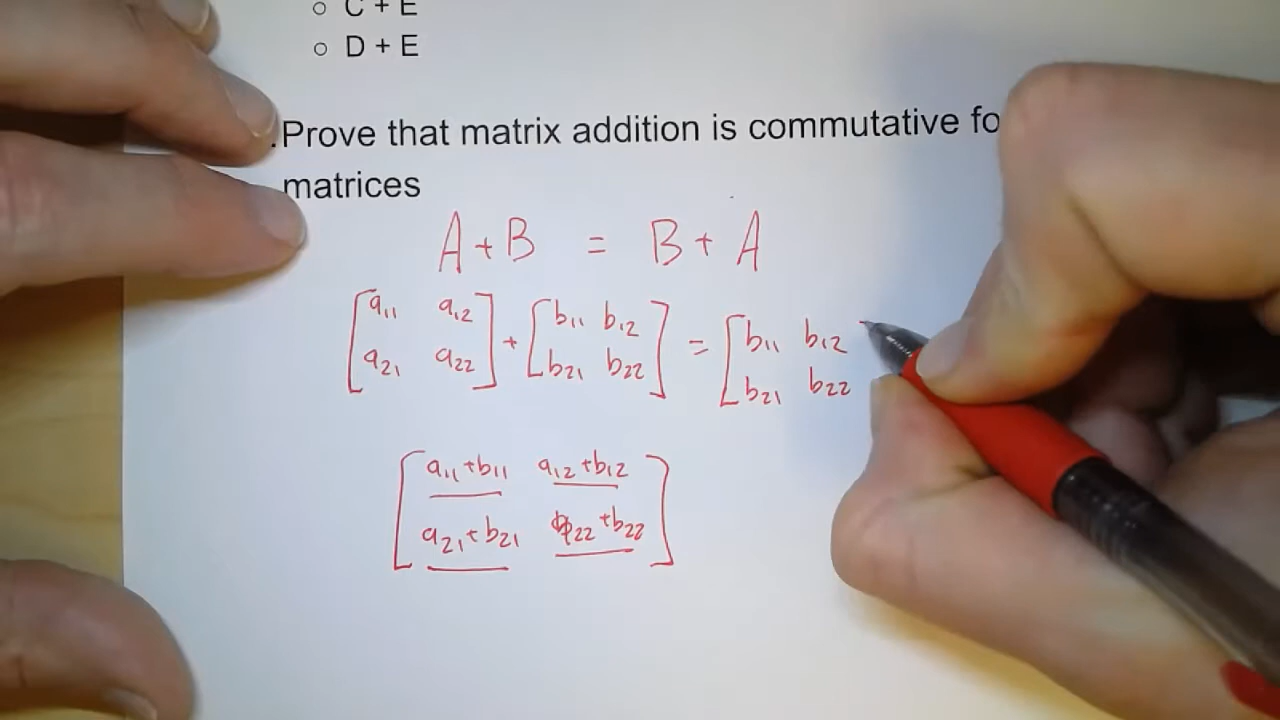 C + E
D + E
.Prove that matrix addition is commutative fo
matrices
A + B = B + A
[a11 a12 + [b11 b12 ] = [b11 b12
a21 a22] b21 b22 b21 b22
[a11+b11 a12+b12]
a21+b21 22+b22